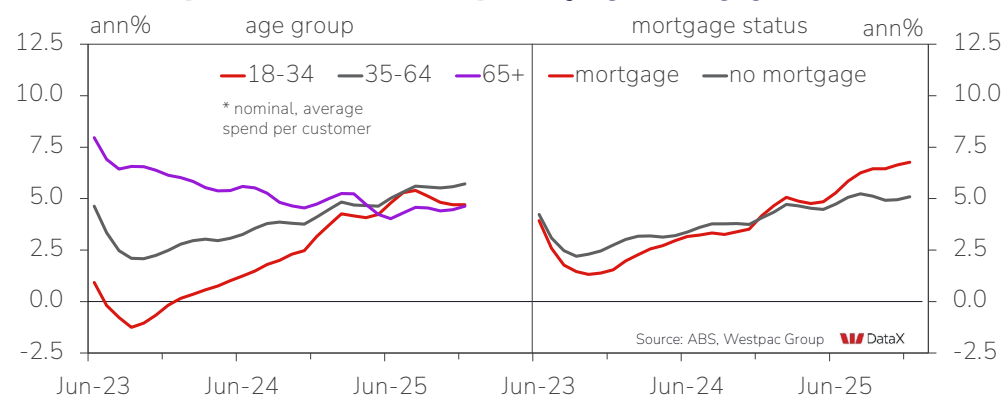 ann% age group mortgage status ann%
12.5 12.5
18-34 35-64 65+ mortgage no mortgage
10.0 10.0
* nominal, average
spend per customer
7.5 7.5
5.0 5.0
2.5 2.5
0.0 0.0
Source: ABS, Westpac Group DataX
-2.5 -2.5
Jun-23 Jun-24 Jun-25 Jun-23 Jun-24 Jun-25